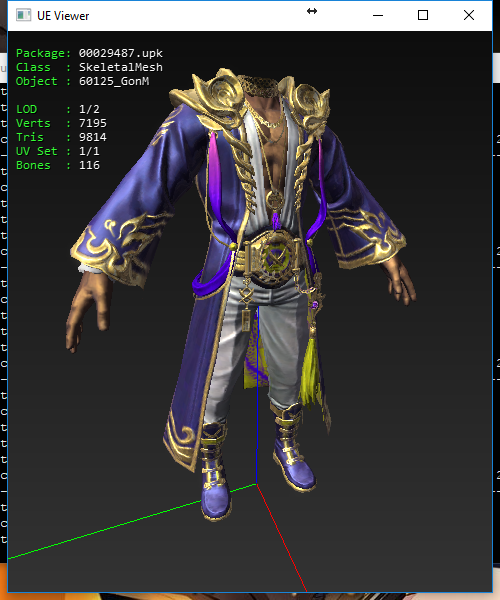 UE Viewer
Package: 00029487.upk
Class : SkeletalMesh
Object : 60125_GonM
LOD : 1/2
Verts : 7195
Tris : 9814
UV Set : 1/1
Bones : 116